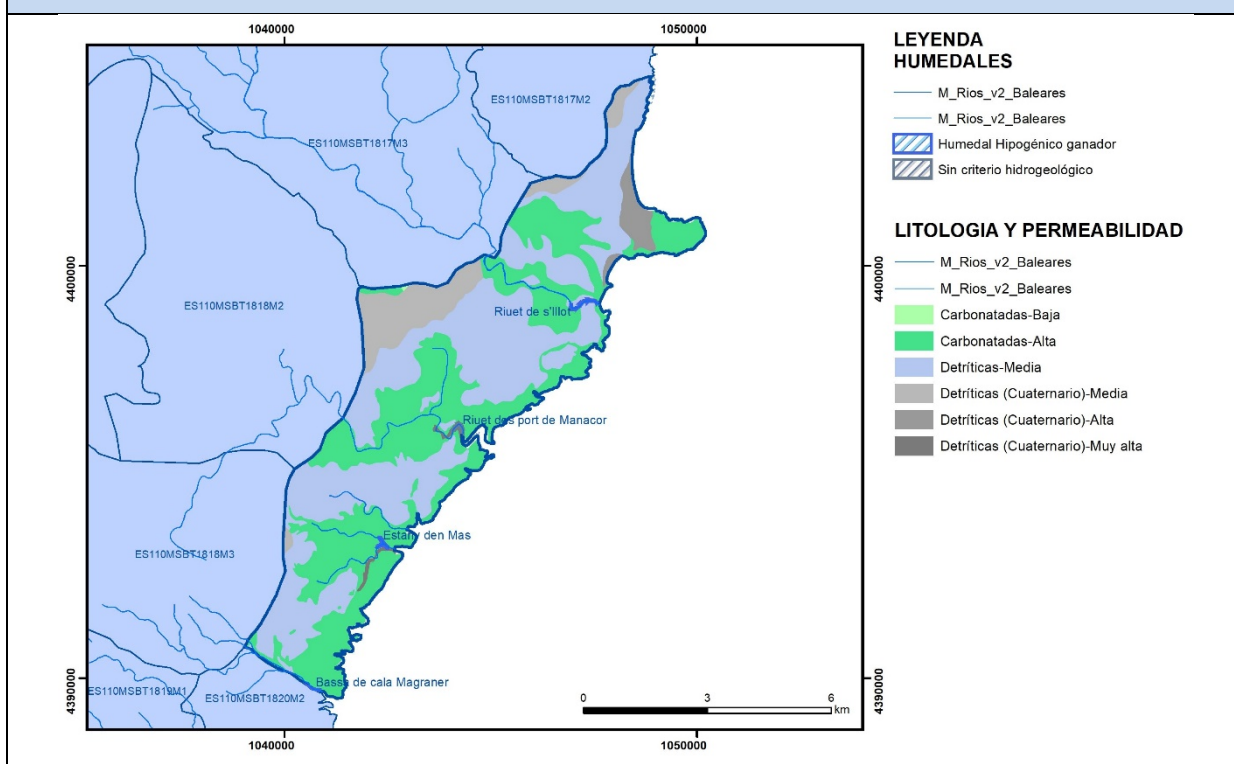 1040000
1050000
4400000
4390000
ES110MSBT1817M2
ES110MSBT1817M3
ES110MSBT1818M2
Riuet de s'Illot
Riuet des port de Manacor
Estany den Mas
ES110MSBT1818M3
Bassa de cala Magraner
ES110MSBT1819M1
ES110MSBT1820M2
0 3 6
km
4400000
4390000
1040000
1050000
LEYENDA
HUMEDALES
M_Rios_v2_Baleares
M_Rios_v2_Baleares
Humedal Hipogénico ganador
Sin criterio hidrogeológico
LITOLOGIA Y PERMEABILIDAD
M_Rios_v2_Baleares
M_Rios_v2_Baleares
Carbonatadas-Baja
Carbonatadas-Alta
Detríticas-Media
Detríticas (Cuaternario)-Media
Detríticas (Cuaternario)-Alta
Detríticas (Cuaternario)-Muy alta